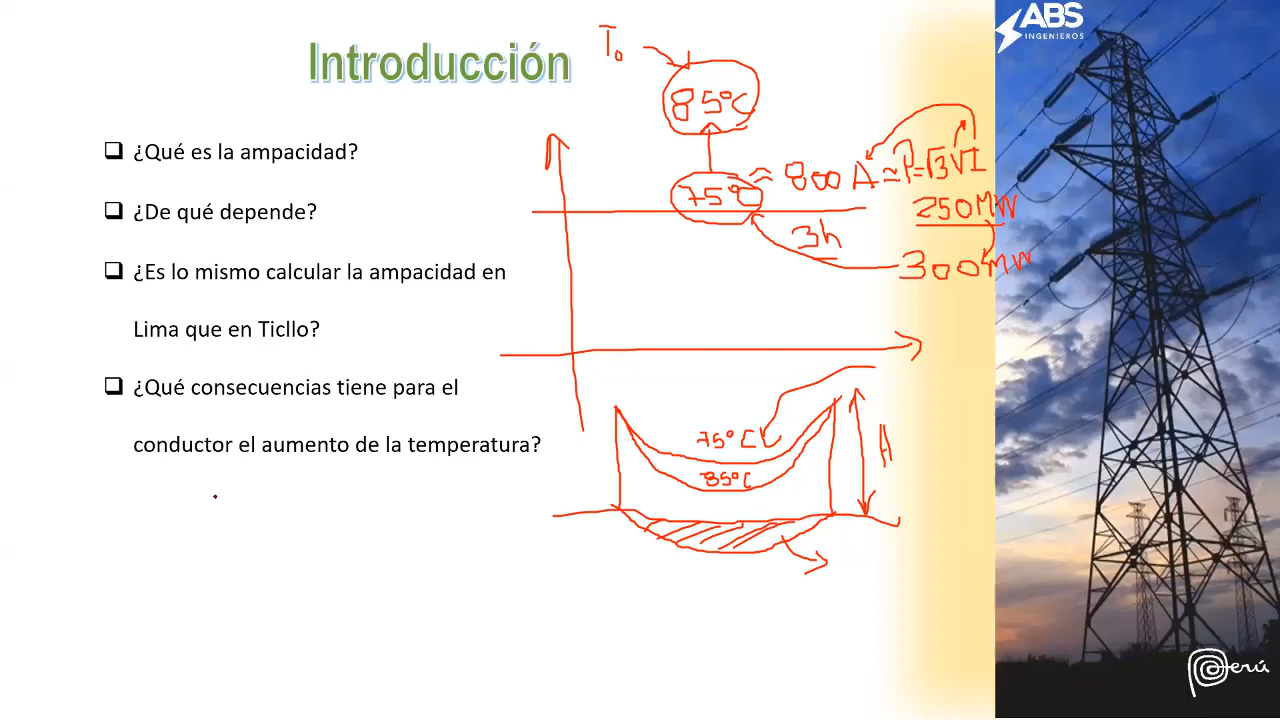 ABS
INGENIEROS
Introducción
¿Qué es la ampacidad?
¿De qué depende?
¿Es lo mismo calcular la ampacidad en
Lima que en Ticllo?
¿Qué consecuencias tiene para el
conductor el aumento de la temperatura?
T₀
85°C
75°C ≈ 800 A ≈ P=√3VI
250MW
3h
300MW
75°C
85°C
A
Perú